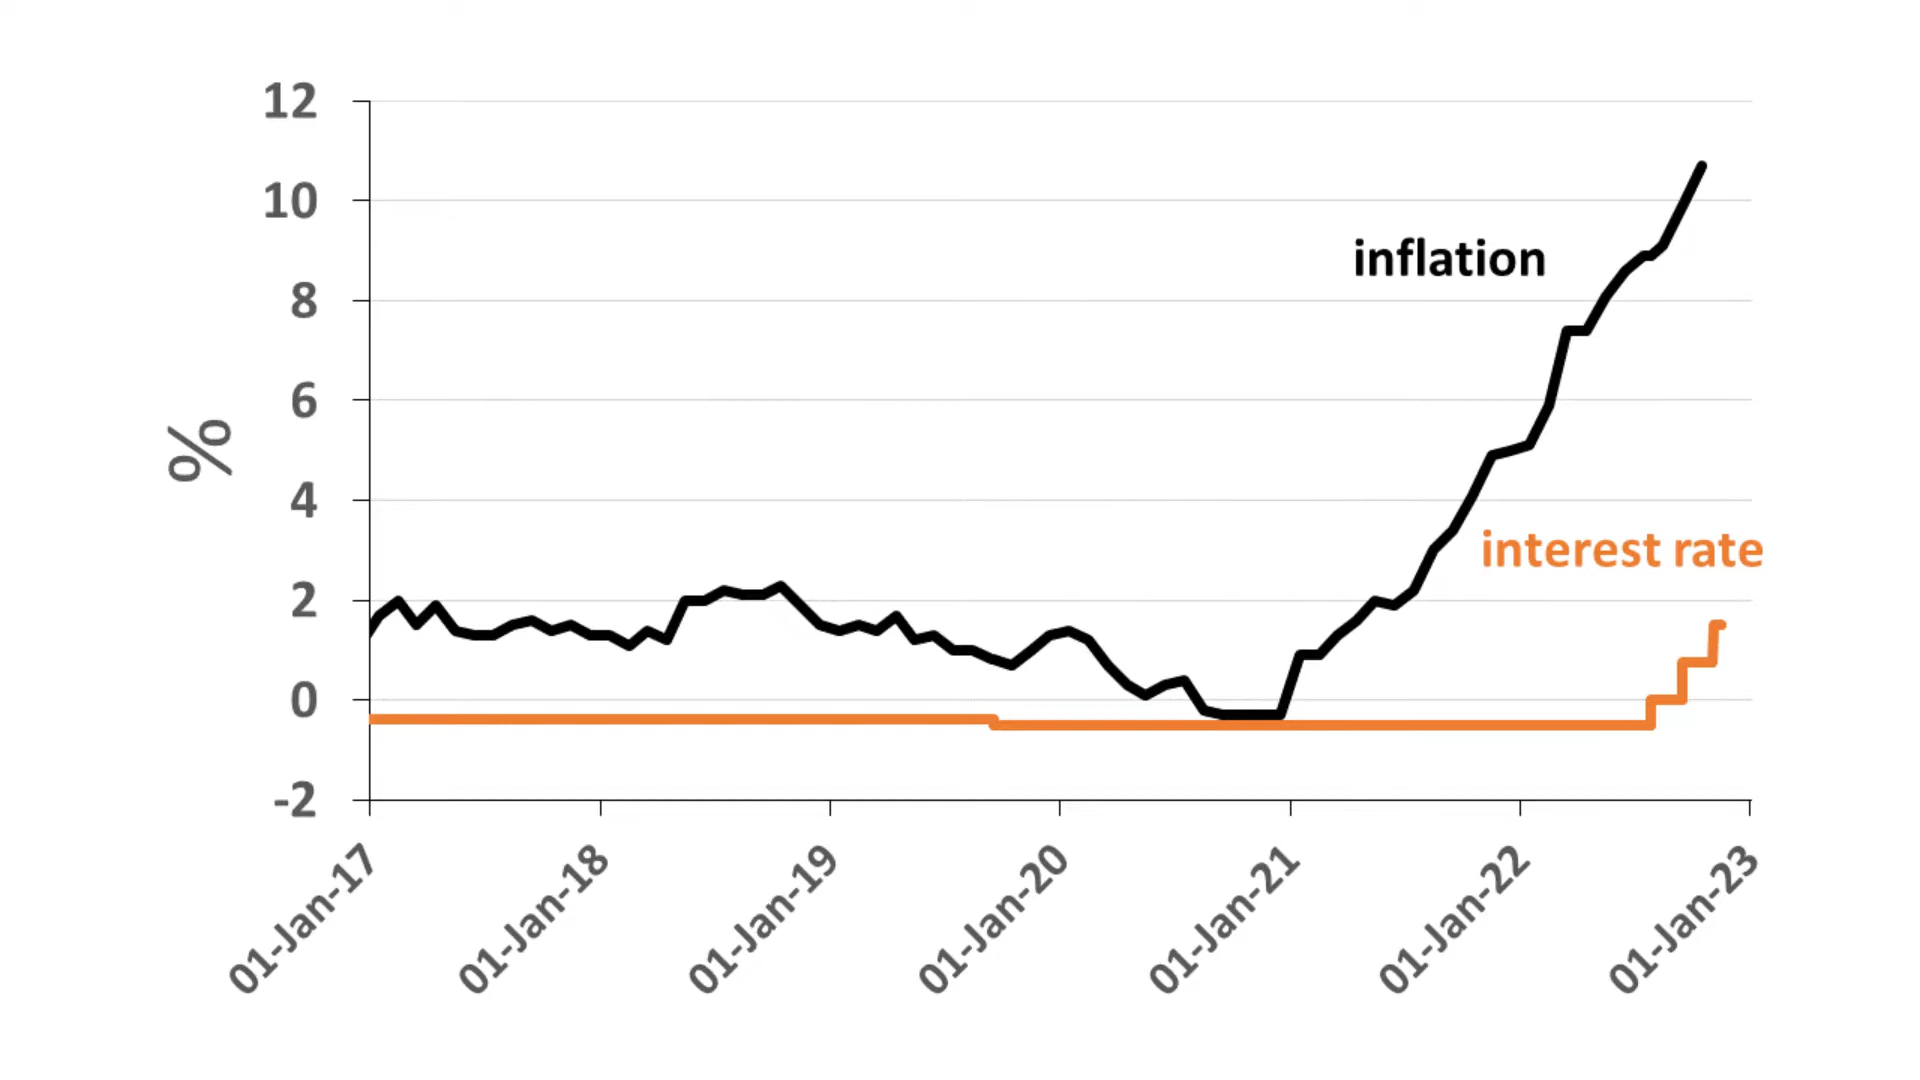 12
10
8
6
4
2
0
-2
%
inflation
interest rate
01-Jan-17
01-Jan-18
01-Jan-19
01-Jan-20
01-Jan-21
01-Jan-22
01-Jan-23